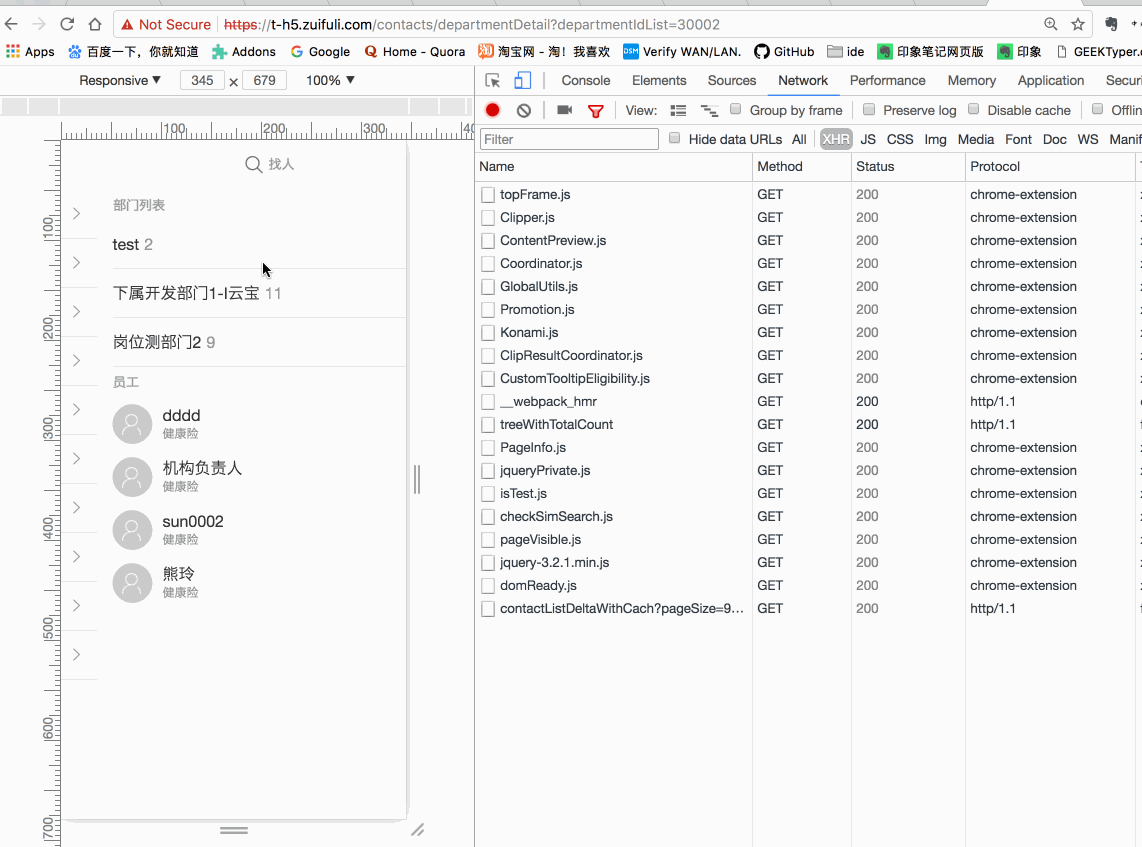 Not Secure https://t-h5.zuifuli.com/contacts/departmentDetail?departmentIdList=30002
Apps 百度一下，你就知道 Addons Google Home - Quora 淘宝网 - 淘！我喜欢 Verify WAN/LAN. GitHub ide 印象笔记网页版 印象 GEEKTyper.c
Responsive 345 × 679 100%
Console Elements Sources Network Performance Memory Application Securi
View: Group by frame Preserve log Disable cache Offlin
Filter Hide data URLs All XHR JS CSS Img Media Font Doc WS Manif
100 200 300 40
100
200
300
400
500
600
700
找人
部门列表
test 2
下属开发部门1-I云宝 11
岗位测部门2 9
员工
dddd
健康险
机构负责人
健康险
sun0002
健康险
熊玲
健康险
Name Method Status Protocol
topFrame.js GET 200 chrome-extension
Clipper.js GET 200 chrome-extension
ContentPreview.js GET 200 chrome-extension
Coordinator.js GET 200 chrome-extension
GlobalUtils.js GET 200 chrome-extension
Promotion.js GET 200 chrome-extension
Konami.js GET 200 chrome-extension
ClipResultCoordinator.js GET 200 chrome-extension
CustomTooltipEligibility.js GET 200 chrome-extension
__webpack_hmr GET 200 http/1.1
treeWithTotalCount GET 200 http/1.1
PageInfo.js GET 200 chrome-extension
jqueryPrivate.js GET 200 chrome-extension
isTest.js GET 200 chrome-extension
checkSimSearch.js GET 200 chrome-extension
pageVisible.js GET 200 chrome-extension
jquery-3.2.1.min.js GET 200 chrome-extension
domReady.js GET 200 chrome-extension
contactListDeltaWithCach?pageSize=9… GET 200 http/1.1